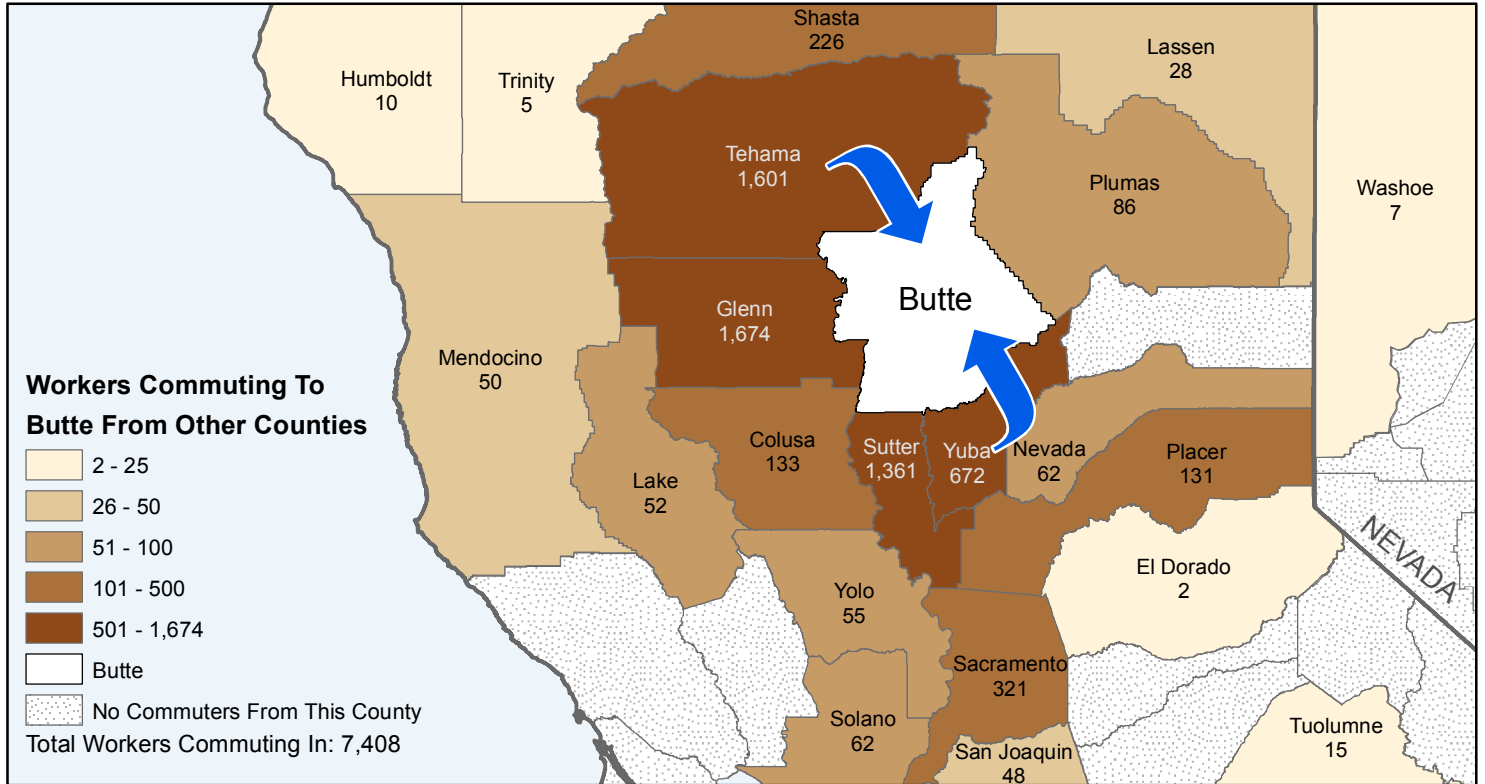 Shasta
226
Lassen
28
Humboldt
10
Trinity
5
Tehama
1,601
Plumas
86
Washoe
7
Butte
Glenn
1,674
Mendocino
50
Colusa
133
Sutter
1,361
Yuba
672
Nevada
62
Placer
131
Lake
52
NEVADA
El Dorado
2
Yolo
55
Sacramento
321
Solano
62
San Joaquin
48
Tuolumne
15
Workers Commuting To
Butte From Other Counties
2 - 25
26 - 50
51 - 100
101 - 500
501 - 1,674
Butte
No Commuters From This County
Total Workers Commuting In: 7,408